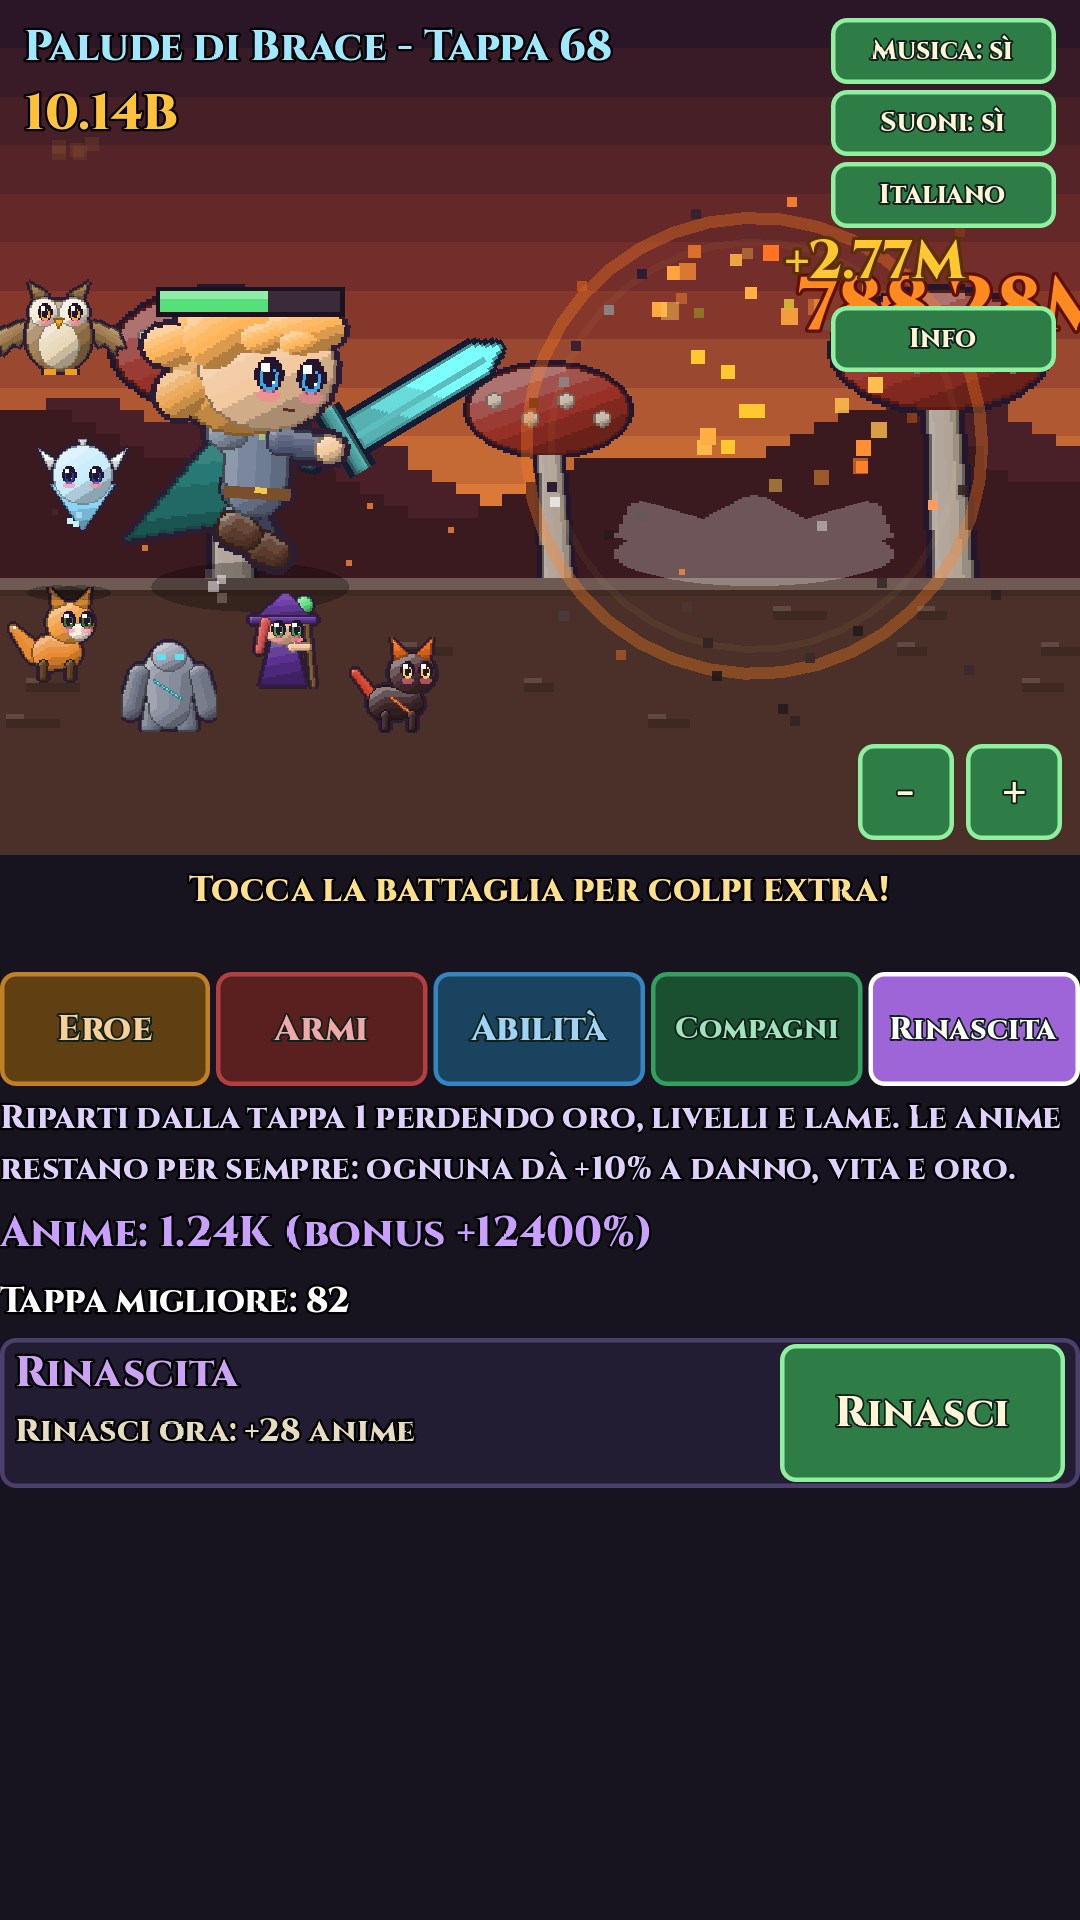 Palude di Brace - Tappa 68
10.14B
Musica: sì
Suoni: sì
Italiano
+2.77M
Info
- +
Tocca la battaglia per colpi extra!
Eroe Armi Abilità Compagni Rinascita
Riparti dalla tappa 1 perdendo oro, livelli e lame. Le anime
restano per sempre: ognuna dà +10% a danno, vita e oro.
Anime: 1.24K (bonus +12400%)
Tappa migliore: 82
Rinascita
Rinasci ora: +28 anime
Rinasci